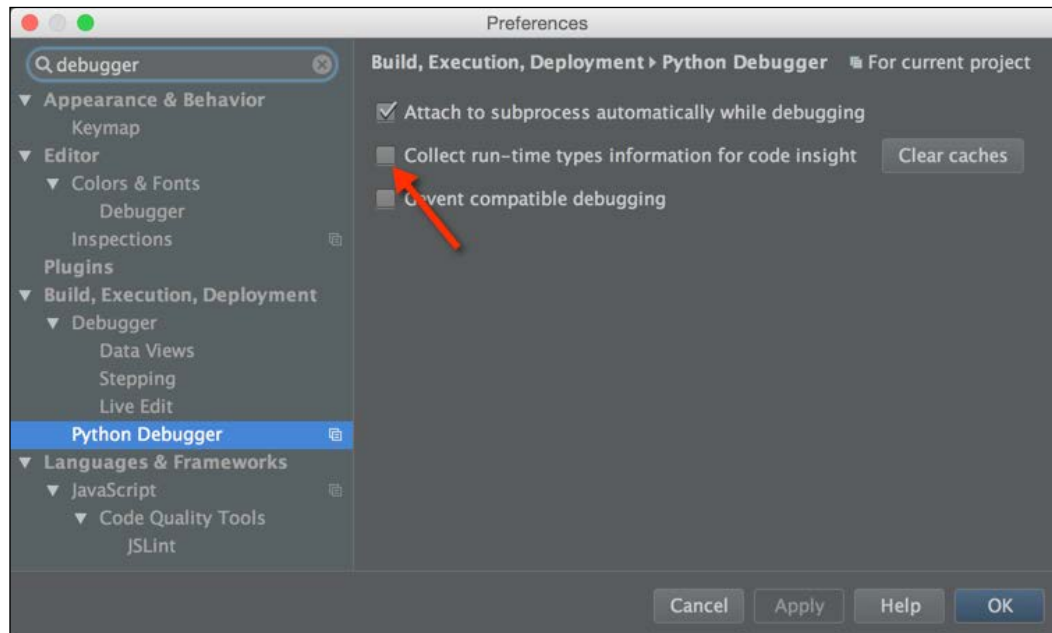 Preferences
debugger
Appearance & Behavior
Keymap
Editor
Colors & Fonts
Debugger
Inspections
Plugins
Build, Execution, Deployment
Debugger
Data Views
Stepping
Live Edit
Python Debugger
Languages & Frameworks
JavaScript
Code Quality Tools
JSLint
Build, Execution, Deployment › Python Debugger For current project
Attach to subprocess automatically while debugging
Collect run-time types information for code insight Clear caches
compatible debugging
Cancel Apply Help OK